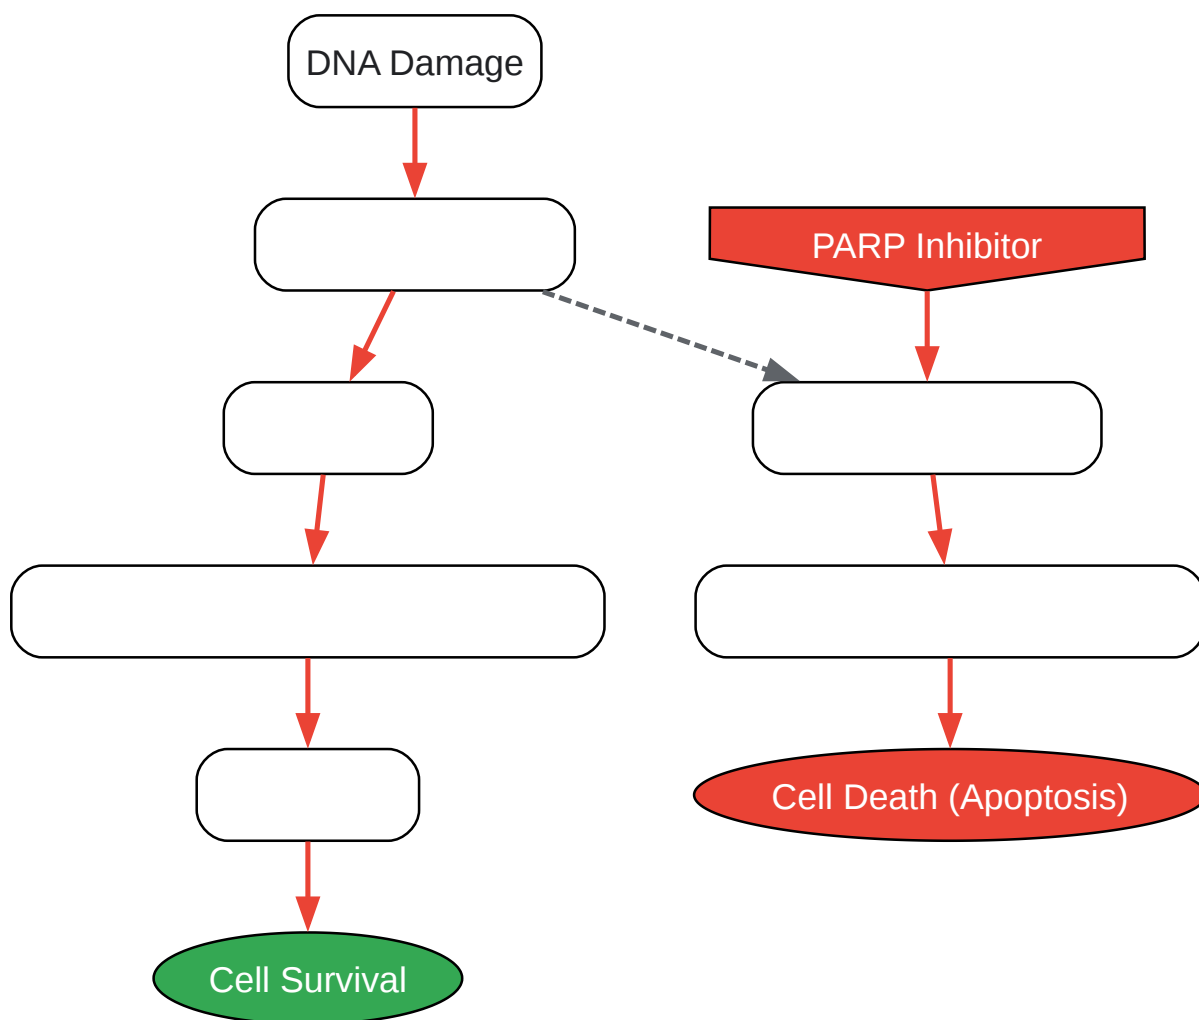 DNA Damage
PARP Inhibitor
Cell Death (Apoptosis)
Cell Survival